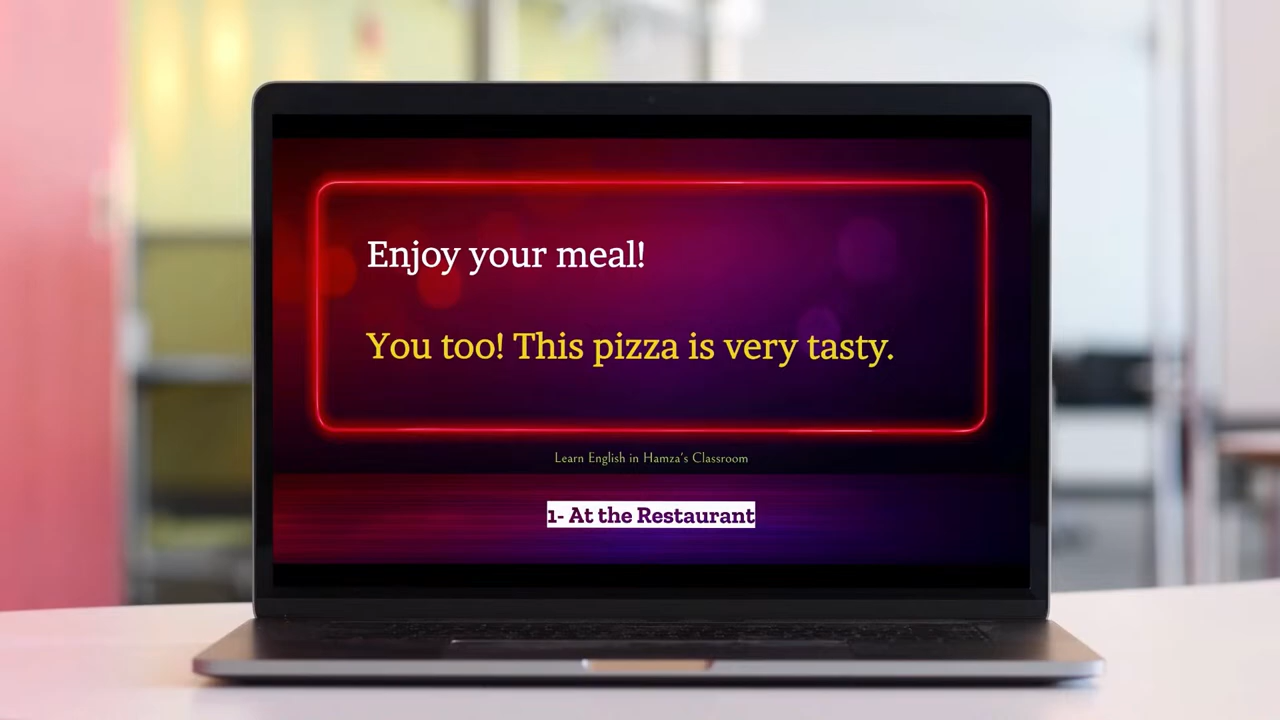 Enjoy your meal!
You too! This pizza is very tasty.
Learn English in Hamza's Classroom
1- At the Restaurant